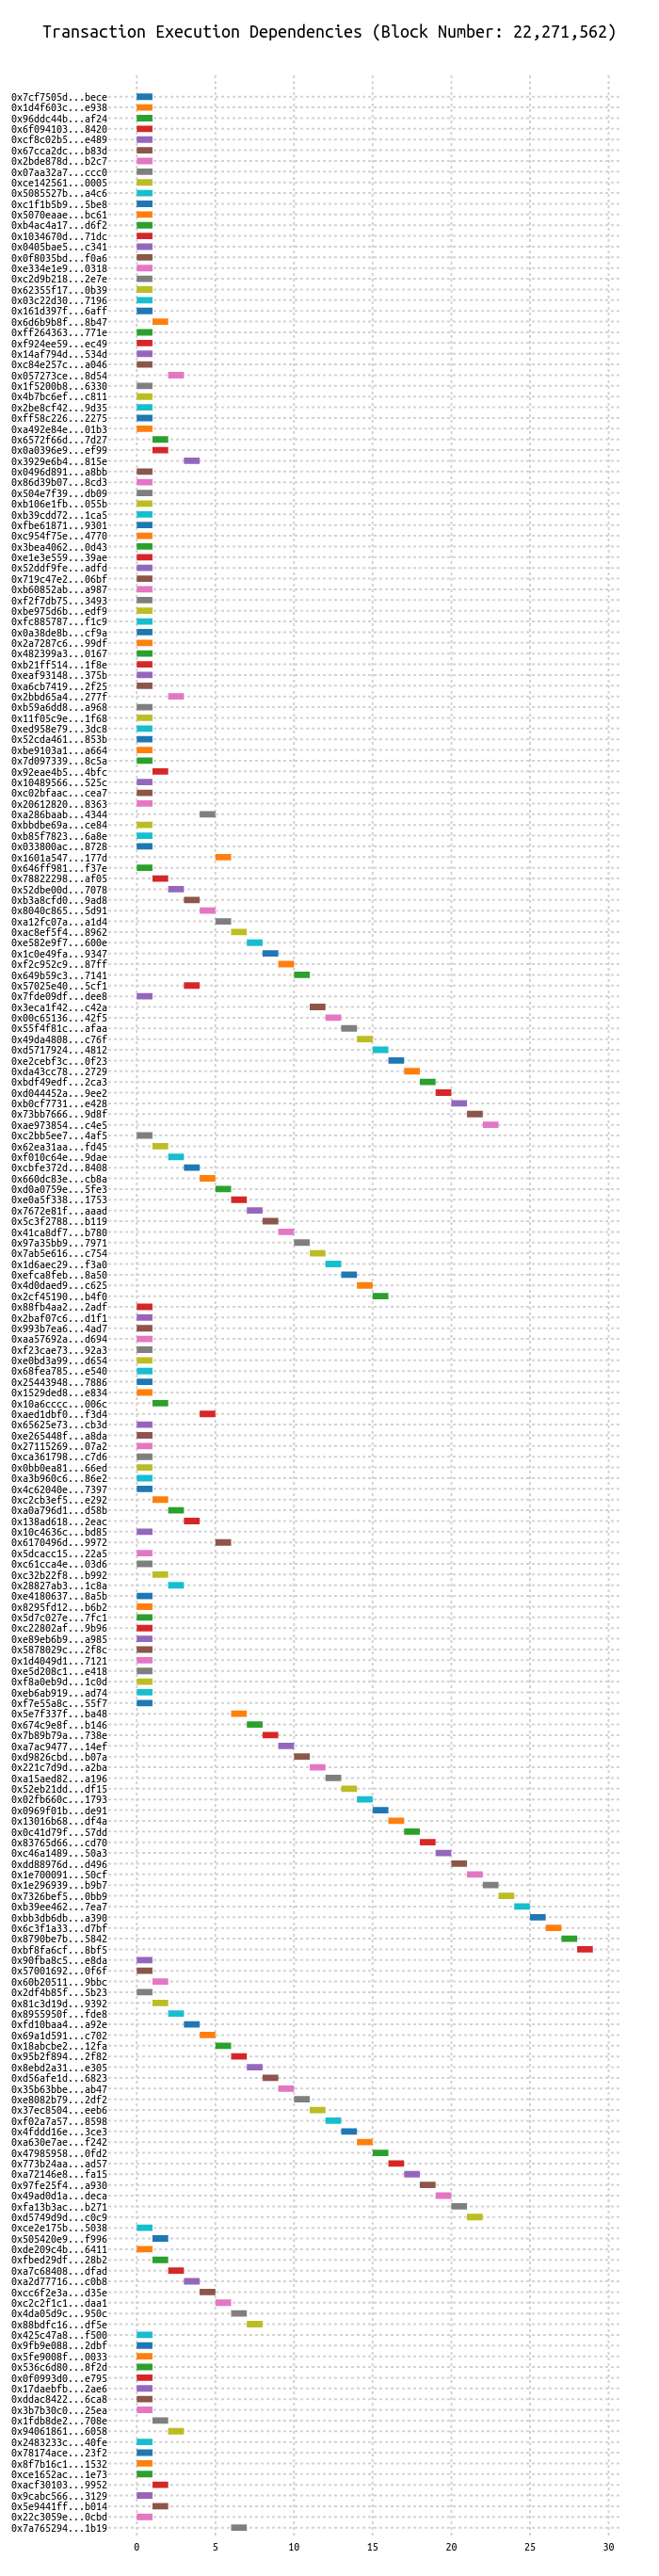 Transaction Execution Dependencies (Block Number: 22,271,562)
0x7cf7505d...bece
0x1d4f603c...e938
0x96ddc44b...af24
0x6f094103...8420
0xcf8c02b5...e489
0x67cca2dc...b83d
0x2bde878d...b2c7
0x07aa32a7...ccc0
0xce142561...0005
0x5085527b...a4c6
0xc1f1b5b9...5be8
0x5070eaae...bc61
0xb4ac4a17...d6f2
0x1034670d...71dc
0x0405bae5...c341
0x0f8035bd...f0a6
0xe334e1e9...0318
0xc2d9b218...2e7e
0x62355f17...0b39
0x03c22d30...7196
0x161d397f...6aff
0x6d6b9b8f...8b47
0xff264363...771e
0xf924ee59...ec49
0x14af794d...534d
0xc84e257c...a046
0x057273ce...8d54
0x1f5200b8...6330
0x4b7bc6ef...c811
0x2be8cf42...9d35
0xff58c226...2275
0xa492e84e...01b3
0x6572f66d...7d27
0x0a0396e9...ef99
0x3929e6b4...815e
0x0496d891...a8bb
0x86d39b07...8cd3
0x504e7f39...db09
0xb106e1fb...055b
0xb39cdd72...1ca5
0xfbe61871...9301
0xc954f75e...4770
0x3bea4062...0d43
0xe1e3e559...39ae
0x52ddf9fe...adfd
0x719c47e2...06bf
0xb60852ab...a987
0xf2f7db75...3493
0xbe975d6b...edf9
0xfc885787...f1c9
0x0a38de8b...cf9a
0x2a7287c6...99df
0x482399a3...0167
0xb21ff514...1f8e
0xeaf93148...375b
0xa6cb7419...2f25
0x2bbd65a4...277f
0xb59a6dd8...a968
0x11f05c9e...1f68
0xed958e79...3dc8
0x52cda461...853b
0xbe9103a1...a664
0x7d097339...8c5a
0x92eae4b5...4bfc
0x10489566...525c
0xc02bfaac...cea7
0x20612820...8363
0xa286baab...4344
0xbbdbe69a...ce84
0xb85f7823...6a8e
0x033800ac...8728
0x1601a547...177d
0x646ff981...f37e
0x78822298...af05
0x52dbe00d...7078
0xb3a8cfd0...9ad8
0x8040c865...5d91
0xa12fc07a...a1d4
0xac8ef5f4...8962
0xe582e9f7...600e
0x1c0e49fa...9347
0xf2c952c9...87ff
0x649b59c3...7141
0x57025e40...5cf1
0x7fde09df...dee8
0x3eca1f42...c42a
0x00c65136...42f5
0x55f4f81c...afaa
0x49da4808...c76f
0xd5717924...4812
0xe2cebf3c...0f23
0xda43cc78...2729
0xbdf49edf...2ca3
0xd044452a...9ee2
0xb0cf7731...e428
0x73bb7666...9d8f
0xae973854...c4e5
0xc2bb5ee7...4af5
0x62ea31aa...fd45
0xf010c64e...9dae
0xcbfe372d...8408
0x660dc83e...cb8a
0xd0a0759e...5fe3
0xe0a5f338...1753
0x7672e81f...aaad
0x5c3f2788...b119
0x41ca8df7...b780
0x97a35bb9...7971
0x7ab5e616...c754
0x1d6aec29...f3a0
0xefca8feb...8a50
0x4d0daed9...c625
0x2cf45190...b4f0
0x88fb4aa2...2adf
0x2baf07c6...d1f1
0x993b7ea6...4ad7
0xaa57692a...d694
0xf23cae73...92a3
0xe0bd3a99...d654
0x68fea785...e540
0x25443948...7886
0x1529ded8...e834
0x10a6cccc...006c
0xaed1dbf0...f3d4
0x65625e73...cb3d
0xe265448f...a8da
0x27115269...07a2
0xca361798...c7d6
0x0bb0ea81...66ed
0xa3b960c6...86e2
0x4c62040e...7397
0xc2cb3ef5...e292
0xa0a796d1...d58b
0x138ad618...2eac
0x10c4636c...bd85
0x6170496d...9972
0x5dcacc15...22a5
0xc61cca4e...03d6
0xc32b22f8...b992
0x28827ab3...1c8a
0xe4180637...8a5b
0x8295fd12...b6b2
0x5d7c027e...7fc1
0xc22802af...9b96
0xe89eb6b9...a985
0x5878029c...2f8c
0x1d4049d1...7121
0xe5d208c1...e418
0xf8a0eb9d...1c0d
0xeb6ab919...ad74
0xf7e55a8c...55f7
0x5e7f337f...ba48
0x674c9e8f...b146
0x7b89b79a...738e
0xa7ac9477...14ef
0xd9826cbd...b07a
0x221c7d9d...a2ba
0xa15aed82...a196
0x52eb21dd...df15
0x02fb660c...1793
0x0969f01b...de91
0x13016b68...df4a
0x0c41d79f...57dd
0x83765d66...cd70
0xc46a1489...50a3
0xdd88976d...d496
0x1e700091...50cf
0x1e296939...b9b7
0x7326bef5...0bb9
0xb39ee462...7ea7
0xbb3db6db...a390
0x6c3f1a33...d7bf
0x8790be7b...5842
0xbf8fa6cf...8bf5
0x90fba8c5...e8da
0x57001692...0f6f
0x60b20511...9bbc
0x2df4b85f...5b23
0x81c3d19d...9392
0x8955950f...fde8
0xfd10baa4...a92e
0x69a1d591...c702
0x18abcbe2...12fa
0x95b2f894...2f82
0x8ebd2a31...e305
0xd56afe1d...6823
0x35b63bbe...ab47
0xe8082b79...2df2
0x37ec8504...eeb6
0xf02a7a57...8598
0x4fddd16e...3ce3
0xa630e7ae...f242
0x47985958...0fd2
0x773b24aa...ad57
0xa72146e8...fa15
0x97fe25f4...a930
0x49ad0d1a...deca
0xfa13b3ac...b271
0xd5749d9d...c0c9
0xce2e175b...5038
0x505420e9...f996
0xde209c4b...6411
0xfbed29df...28b2
0xa7c68408...dfad
0xa2d77716...c0b8
0xcc6f2e3a...d35e
0xc2c2f1c1...daa1
0x4da05d9c...950c
0x88bdfc16...df5e
0x425c47a8...f500
0x9fb9e088...2dbf
0x5fe9008f...0033
0x536c6d80...8f2d
0x0f0993d0...e795
0x17daebfb...2ae6
0xddac8422...6ca8
0x3b7b30c0...25ea
0x1fdb8de2...708e
0x94061861...6058
0x2483233c...40fe
0x78174ace...23f2
0x8f7b16c1...1532
0xce1652ac...1e73
0xacf30103...9952
0x9cabc566...3129
0x5e9441ff...b014
0x22c3059e...0cbd
0x7a765294...1b19
0 5 10 15 20 25 30